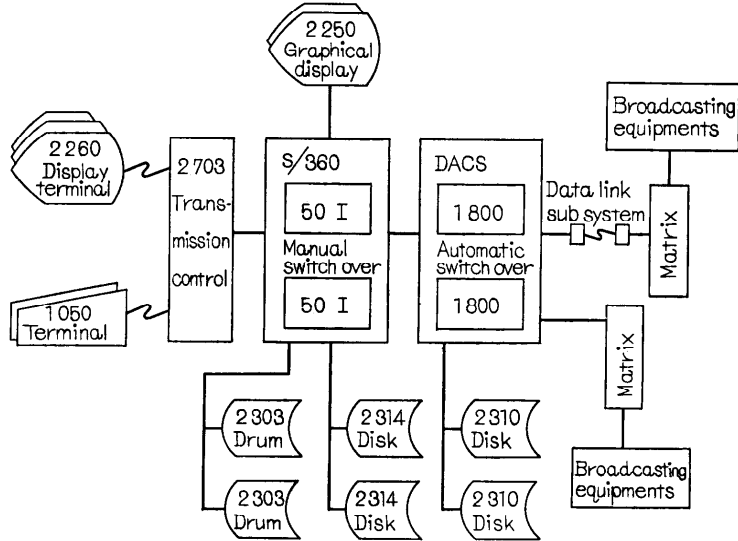 2250
Graphical
display
2260
Display
terminal
2703
Trans-
mission
control
1050
Terminal
S/360
50 I
Manual
switch over
50 I
DACS
1800
Automatic
switch over
1800
Data link
sub system
Broadcasting
equipments
Matrix
Matrix
Broadcasting
equipments
2303
Drum
2314
Disk
2310
Disk
2303
Drum
2314
Disk
2310
Disk